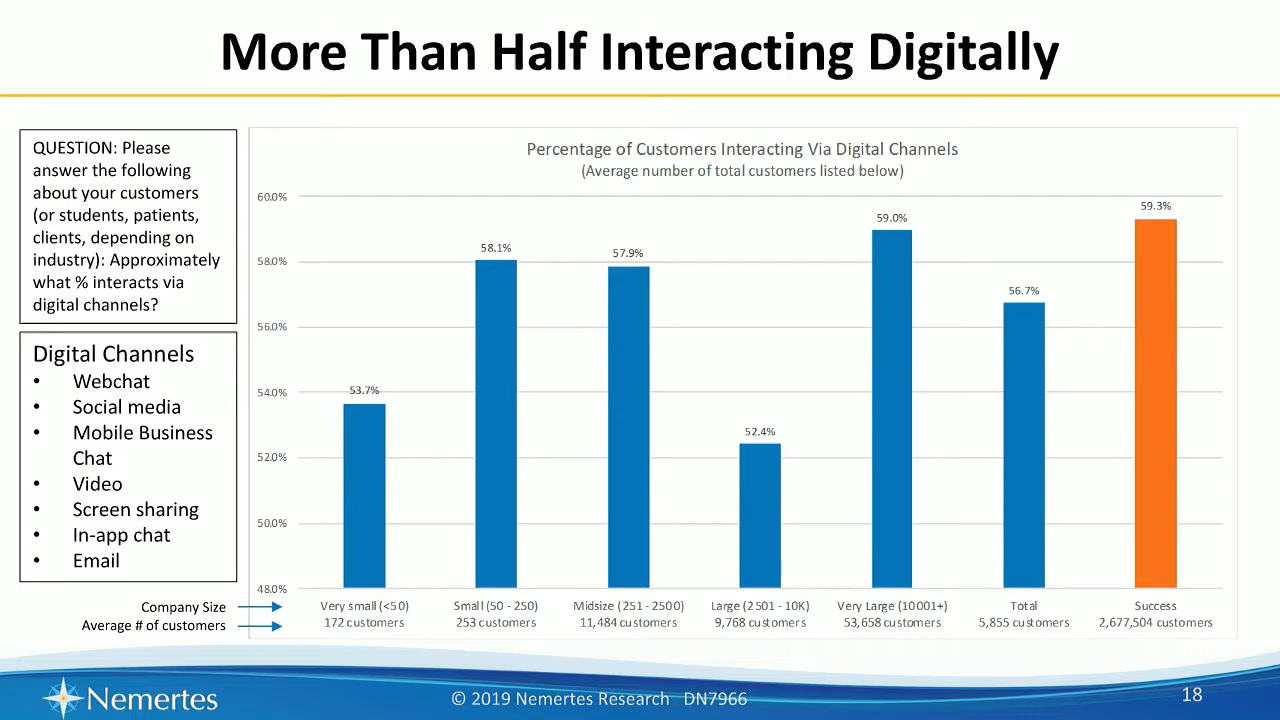 More Than Half Interacting Digitally
QUESTION: Please
answer the following
about your customers
(or students, patients,
clients, depending on
industry): Approximately
what % interacts via
digital channels?
Digital Channels
• Webchat
• Social media
• Mobile Business
Chat
• Video
• Screen sharing
• In-app chat
• Email
Percentage of Customers Interacting Via Digital Channels
(Average number of total customers listed below)
60.0%
58.0%
56.0%
54.0%
52.0%
50.0%
48.0%
53.7%
58.1%
57.9%
52.4%
59.0%
56.7%
59.3%
Company Size
Very small (<50) Small (50 - 250) Midsize (251 - 2500) Large (2501 - 10K) Very Large (10001+) Total Success
Average # of customers
172 customers 253 customers 11,484 customers 9,768 customers 53,658 customers 5,855 customers 2,677,504 customers
Nemertes
© 2019 Nemertes Research DN7966
18